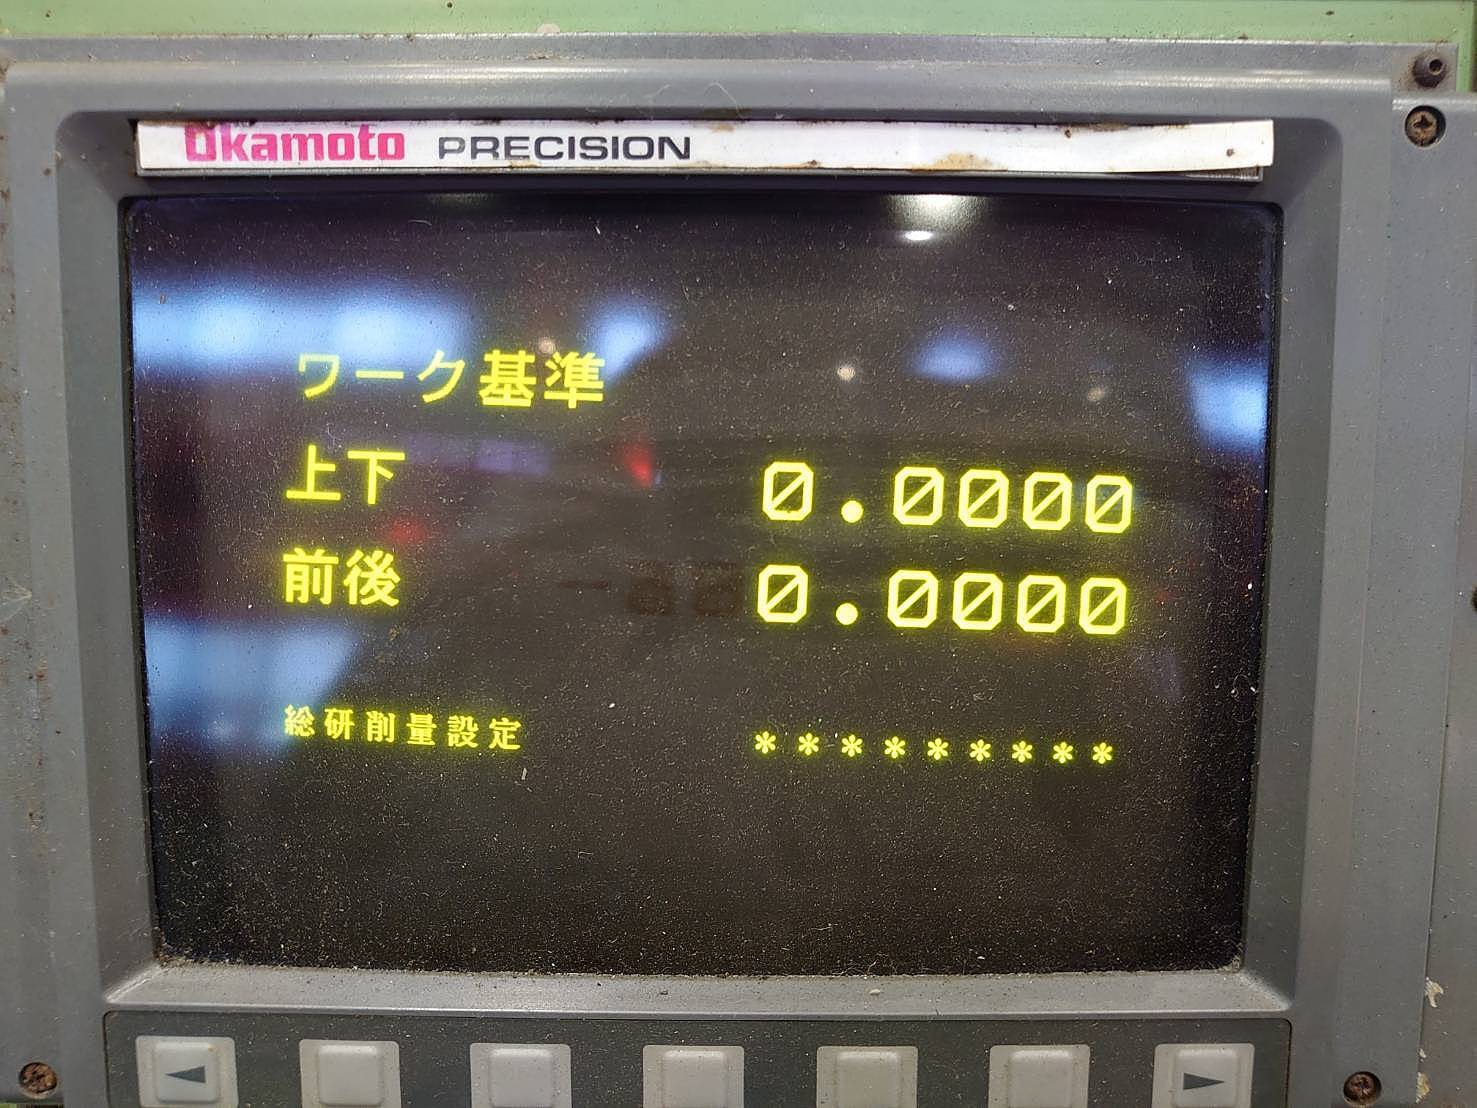 Okamoto PRECISION
ワーク基準
上下 0.0000
前後 0.0000
総研削量設定 *********